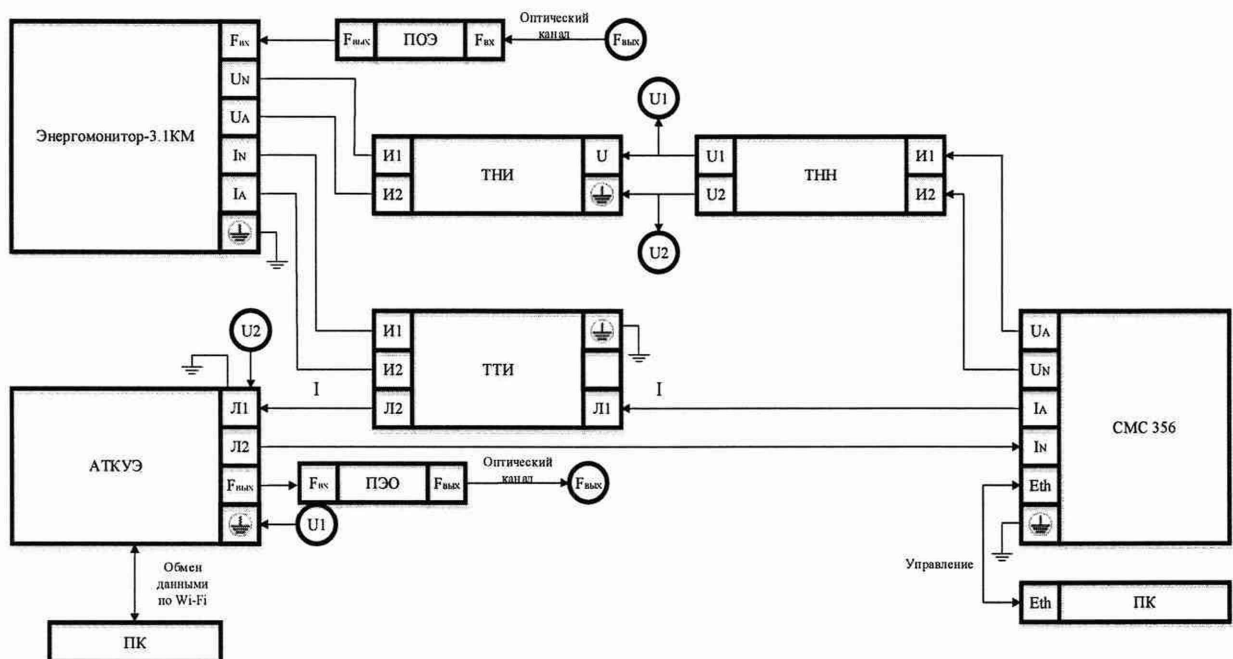 Энергомонитор-3.1КМ
Fвх
UN
UA
IN
IA
Fвых
ПОЭ
Fвх
Оптический
канал
Fвых
И1
И2
ТНИ
U
U1
U2
U1
U2
ТНН
И1
И2
U2
I
И1
И2
Л2
ТТИ
Л1
I
UA
UN
IA
IN
Eth
СМС 356
АТКУЭ
Л1
Л2
Fвых
Fвх
ПЭО
Fвых
Оптический
канал
Fвых
U1
Обмен
данными
по Wi-Fi
ПК
Управление
Eth
ПК